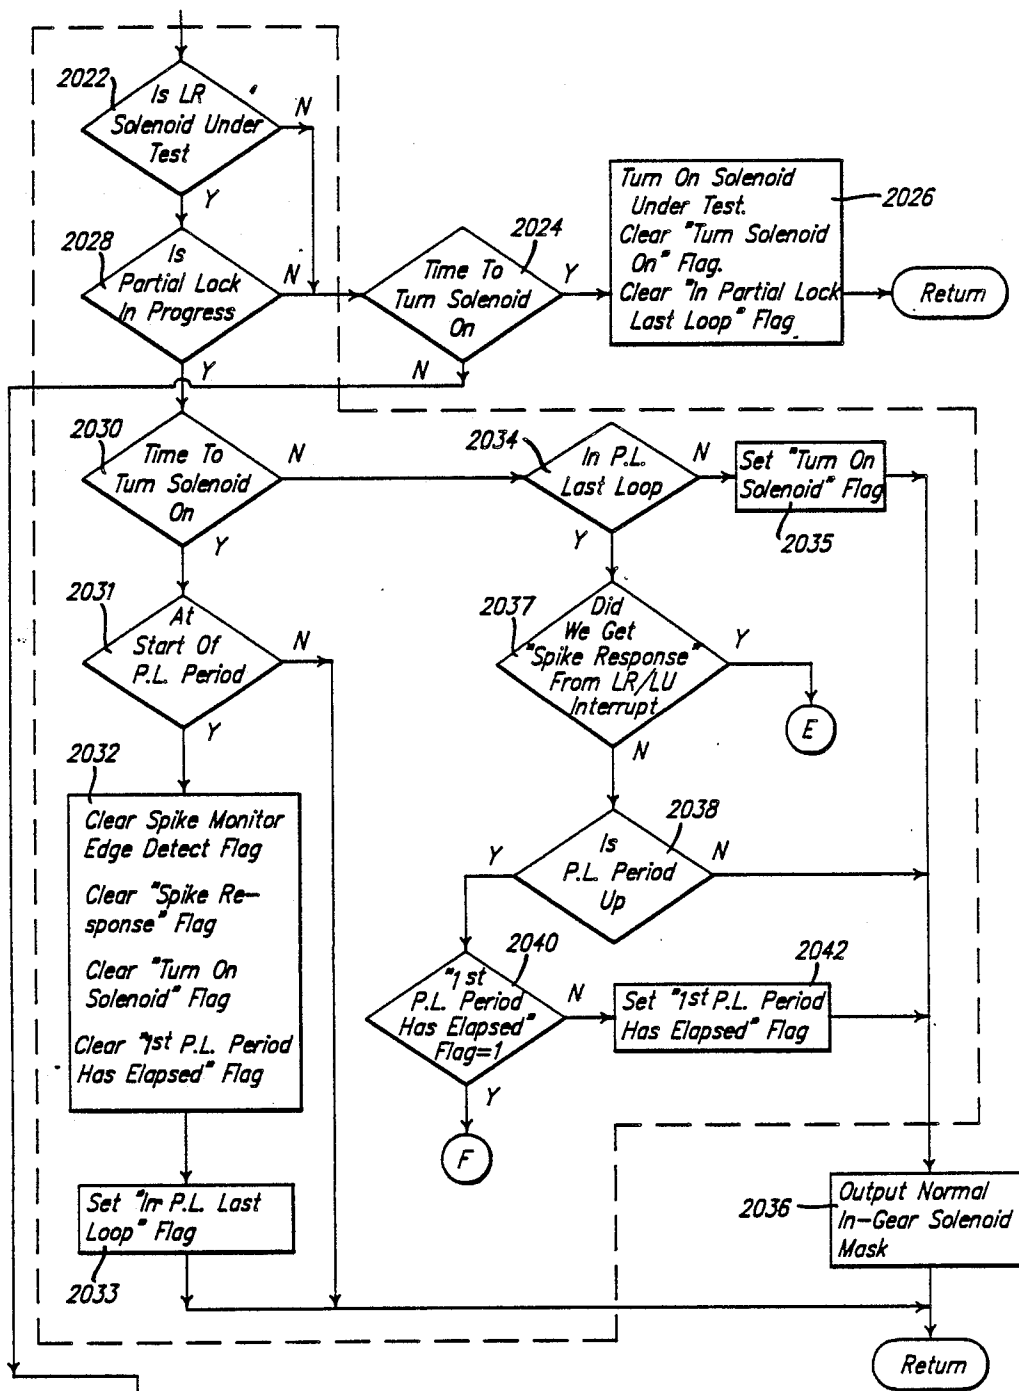 2022
Is LR
Solenoid Under
Test
N
Y
2028
Is
Partial Lock
In Progress
N
Y
2024
Time To
Turn Solenoid
On
Y
N
Turn On Solenoid
Under Test.
Clear "Turn Solenoid
On" Flag.
Clear "In Partial Lock
Last Loop" Flag
2026
Return
2030
Time To
Turn Solenoid
On
N
Y
2034
In P.L.
Last Loop
N
Y
Set "Turn On
Solenoid" Flag
2035
2031
At
Start Of
P.L. Period
N
Y
2037
Did
We Get
"Spike Response"
From LR/LU
Interrupt
Y
N
E
2032
Clear Spike Monitor
Edge Detect Flag
Clear "Spike Re-
sponse" Flag
Clear "Turn On
Solenoid" Flag
Clear "1st P.L. Period
Has Elapsed" Flag
2038
Is
P.L. Period
Up
Y
N
2040
"1st
P.L. Period
Has Elapsed"
Flag=1
N
Y
2042
Set "1st P.L. Period
Has Elapsed" Flag
F
Set "In P.L. Last
Loop" Flag
2033
2036
Output Normal
In-Gear Solenoid
Mask
Return